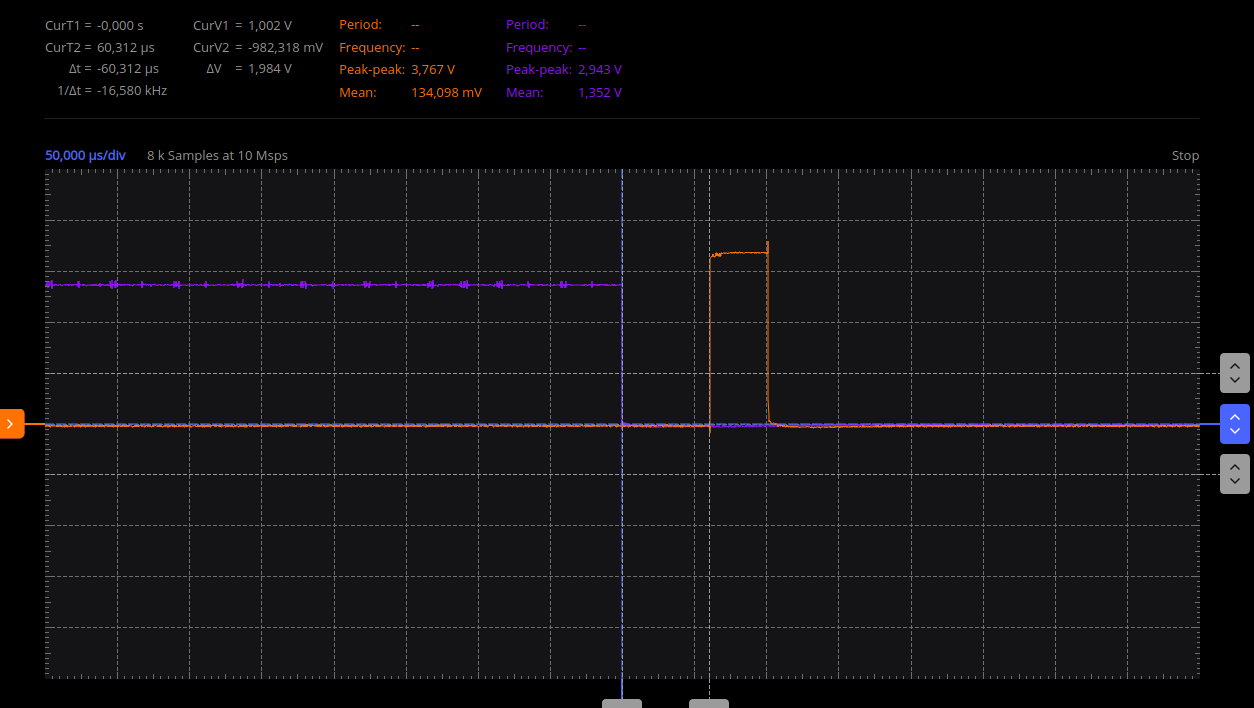 CurT1 = -0,000 s CurV1 = 1,002 V Period: -- Period: --
CurT2 = 60,312 µs CurV2 = -982,318 mV Frequency: -- Frequency: --
Δt = -60,312 µs ΔV = 1,984 V Peak-peak: 3,767 V Peak-peak: 2,943 V
1/Δt = -16,580 kHz Mean: 134,098 mV Mean: 1,352 V
50,000 µs/div 8 k Samples at 10 Msps Stop